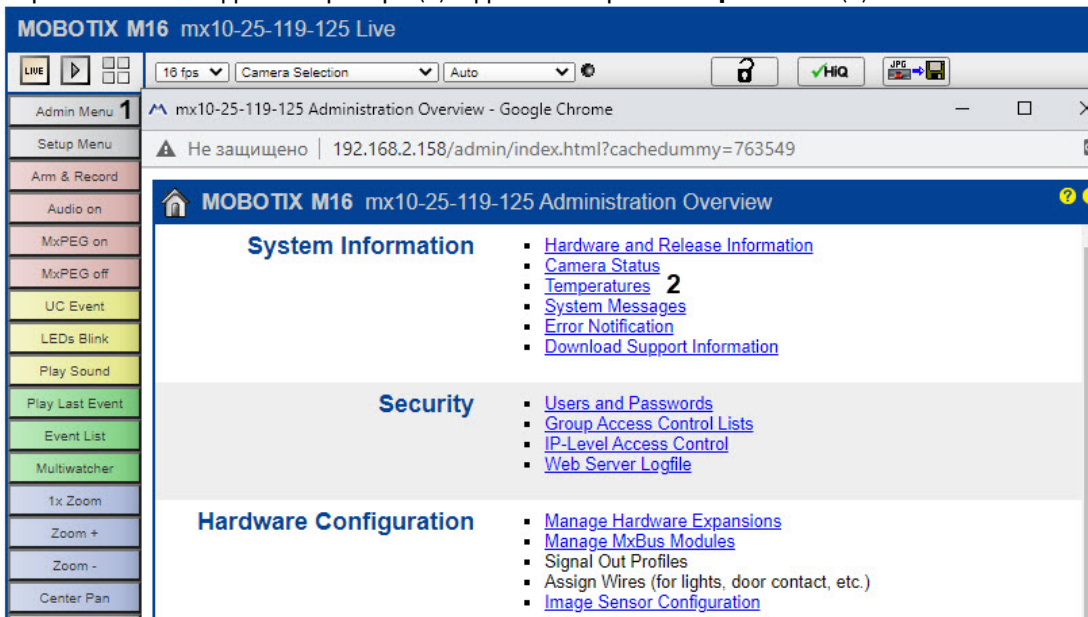 MOBOTIX M16 mx10-25-119-125 Live
LIVE 16 fps Camera Selection Auto HiQ JPG
Admin Menu 1
mx10-25-119-125 Administration Overview - Google Chrome
Setup Menu
Не защищено | 192.168.2.158/admin/index.html?cachedummy=763549
Arm & Record
Audio on
MxPEG on
MxPEG off
UC Event
LEDs Blink
Play Sound
Play Last Event
Event List
Multiwatcher
1x Zoom
Zoom +
Zoom -
Center Pan
MOBOTIX M16 mx10-25-119-125 Administration Overview
System Information
Hardware and Release Information
Camera Status
Temperatures 2
System Messages
Error Notification
Download Support Information
Security
Users and Passwords
Group Access Control Lists
IP-Level Access Control
Web Server Logfile
Hardware Configuration
Manage Hardware Expansions
Manage MxBus Modules
Signal Out Profiles
Assign Wires (for lights, door contact, etc.)
Image Sensor Configuration